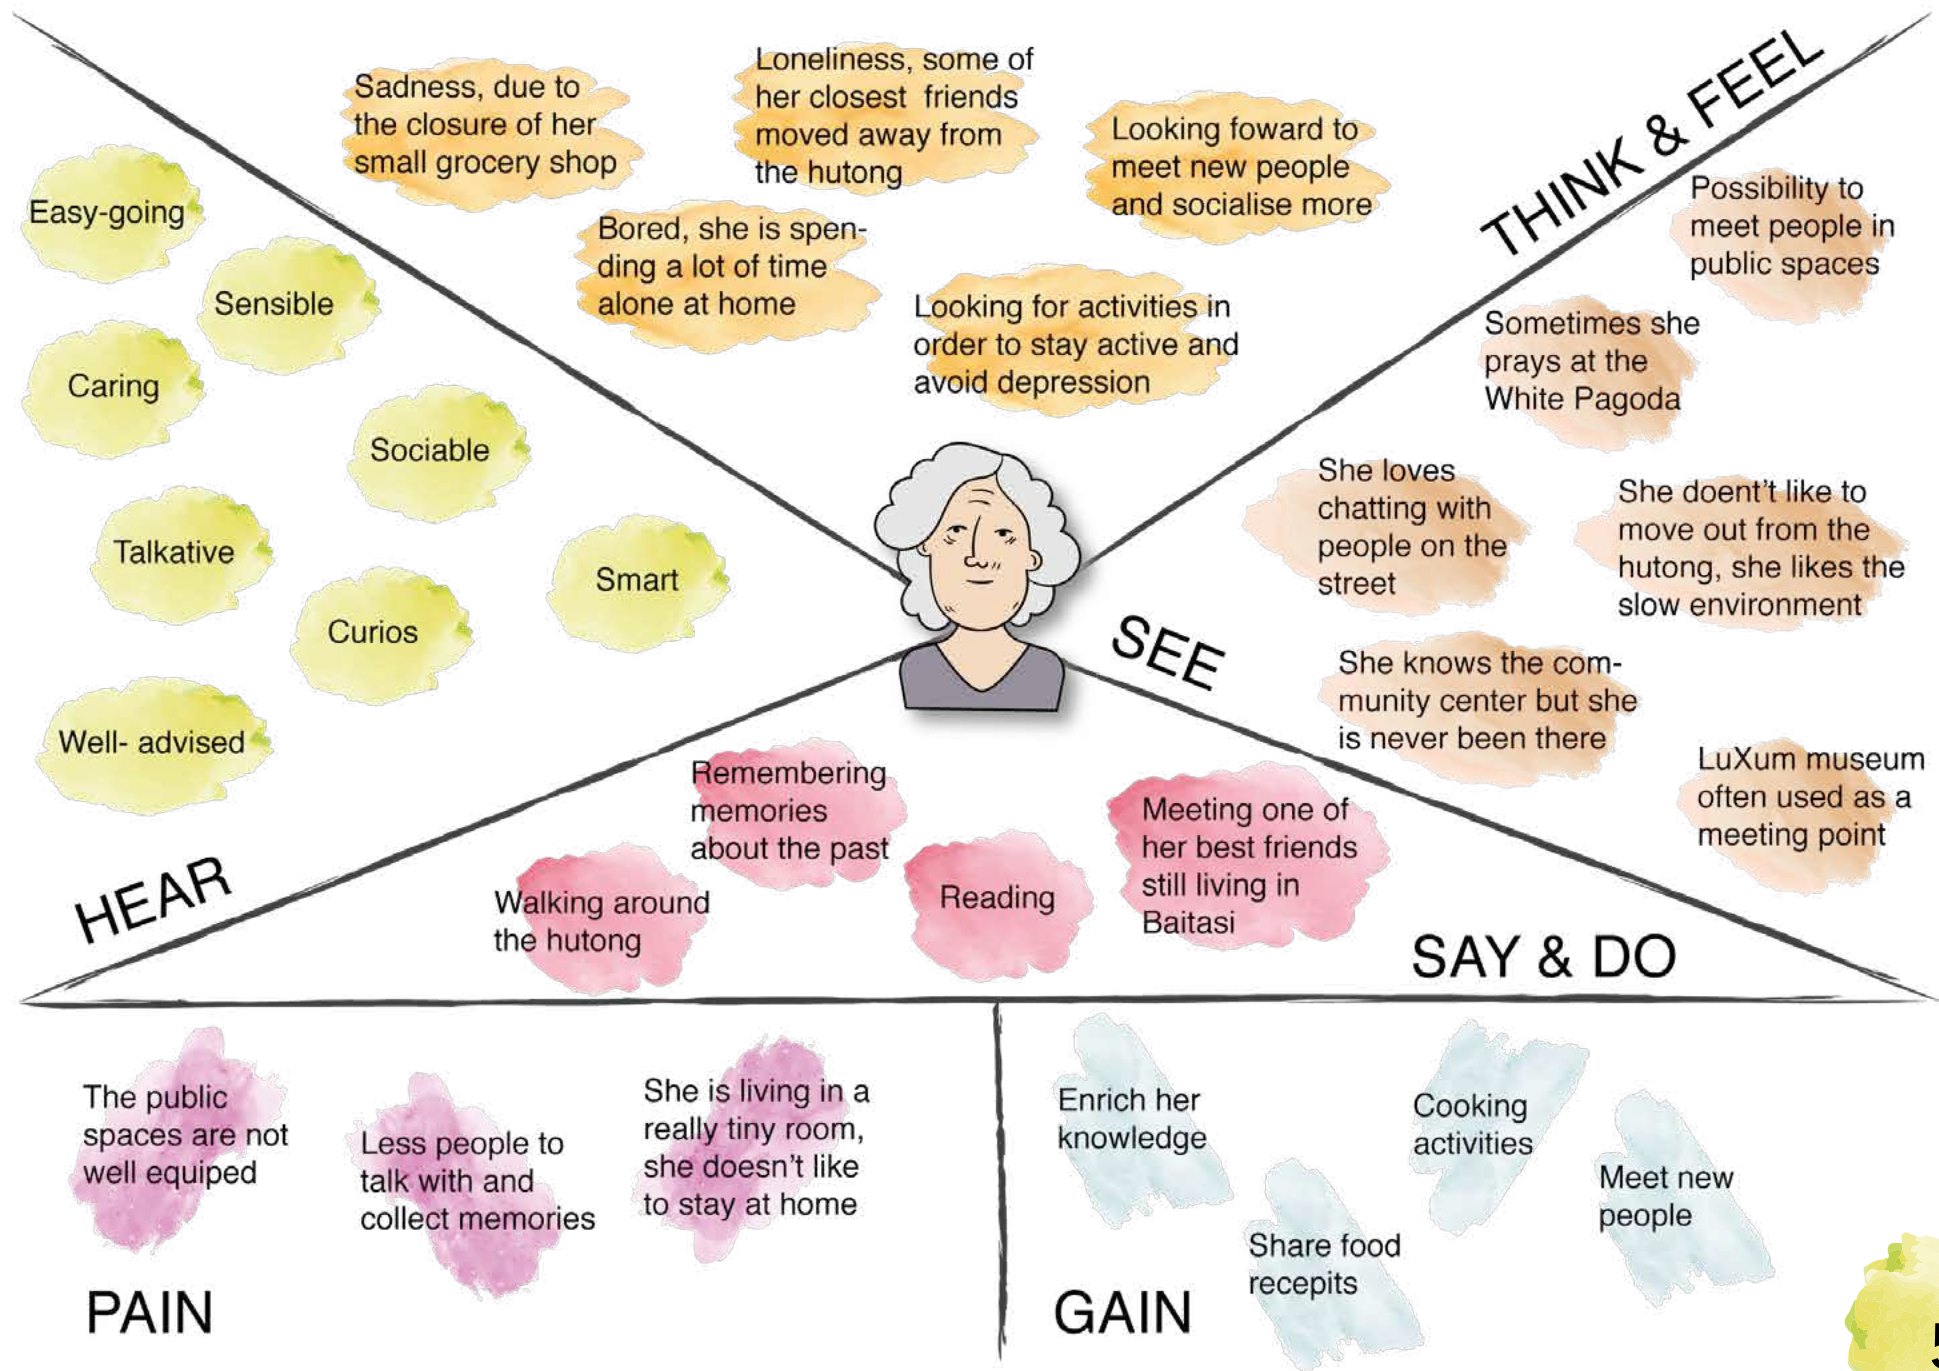 Sadness, due to
the closure of her
small grocery shop
Loneliness, some of
her closest friends
moved away from
the hutong
Looking foward to
meet new people
and socialise more
Bored, she is spen-
ding a lot of time
alone at home
Looking for activities in
order to stay active and
avoid depression
THINK & FEEL
Easy-going
Sensible
Caring
Sociable
Talkative
Smart
Curios
Well- advised
HEAR
Possibility to
meet people in
public spaces
Sometimes she
prays at the
White Pagoda
She loves
chatting with
people on the
street
She doent't like to
move out from the
hutong, she likes the
slow environment
She knows the com-
munity center but she
is never been there
LuXum museum
often used as a
meeting point
SEE
Remembering
memories
about the past
Walking around
the hutong
Reading
Meeting one of
her best friends
still living in
Baitasi
SAY & DO
The public
spaces are not
well equiped
Less people to
talk with and
collect memories
She is living in a
really tiny room,
she doesn't like
to stay at home
PAIN
Enrich her
knowledge
Share food
recepits
Cooking
activities
Meet new
people
GAIN